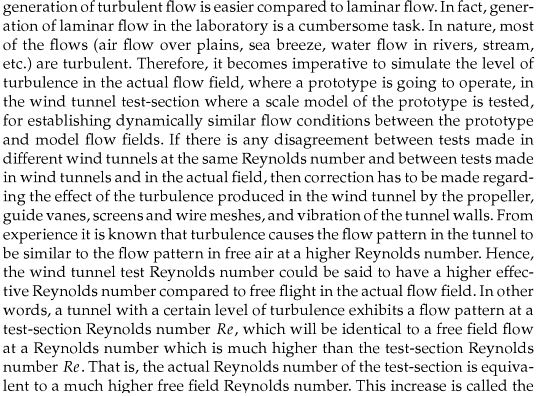 generation of turbulent flow is easier compared to laminar flow. In fact, gener-
ation of laminar flow in the laboratory is a cumbersome task. In nature, most
of the flows (air flow over plains, sea breeze, water flow in rivers, stream,
etc.) are turbulent. Therefore, it becomes imperative to simulate the level of
turbulence in the actual flow field, where a prototype is going to operate, in
the wind tunnel test-section where a scale model of the prototype is tested,
for establishing dynamically similar flow conditions between the prototype
and model flow fields. If there is any disagreement between tests made in
different wind tunnels at the same Reynolds number and between tests made
in wind tunnels and in the actual field, then correction has to be made regard-
ing the effect of the turbulence produced in the wind tunnel by the propeller,
guide vanes, screens and wire meshes, and vibration of the tunnel walls. From
experience it is known that turbulence causes the flow pattern in the tunnel to
be similar to the flow pattern in free air at a higher Reynolds number. Hence,
the wind tunnel test Reynolds number could be said to have a higher effec-
tive Reynolds number compared to free flight in the actual flow field. In other
words, a tunnel with a certain level of turbulence exhibits a flow pattern at a
test-section Reynolds number Re, which will be identical to a free field flow
at a Reynolds number which is much higher than the test-section Reynolds
number Re. That is, the actual Reynolds number of the test-section is equiva-
lent to a much higher free field Reynolds number. This increase is called the